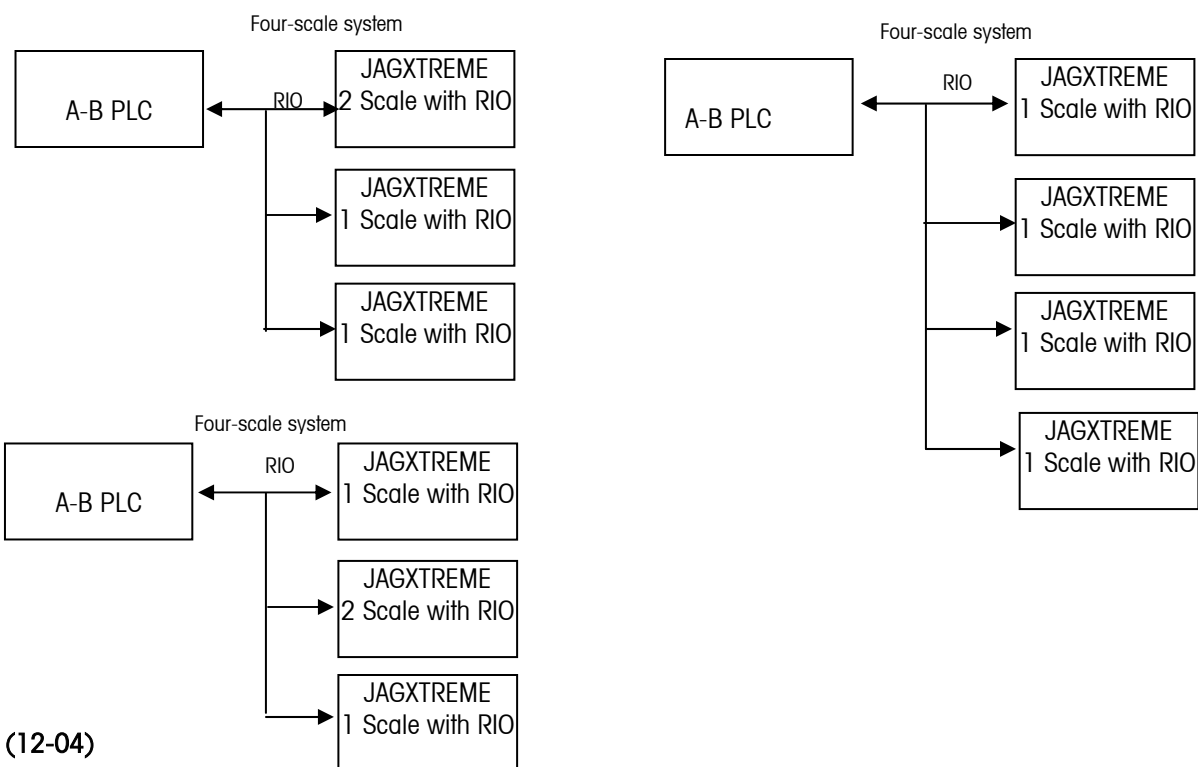 Four-scale system
A-B PLC
RIO
JAGXTREME
2 Scale with RIO
JAGXTREME
1 Scale with RIO
JAGXTREME
1 Scale with RIO
Four-scale system
A-B PLC
RIO
JAGXTREME
1 Scale with RIO
JAGXTREME
1 Scale with RIO
JAGXTREME
1 Scale with RIO
JAGXTREME
1 Scale with RIO
Four-scale system
A-B PLC
RIO
JAGXTREME
1 Scale with RIO
JAGXTREME
2 Scale with RIO
JAGXTREME
1 Scale with RIO
(12-04)